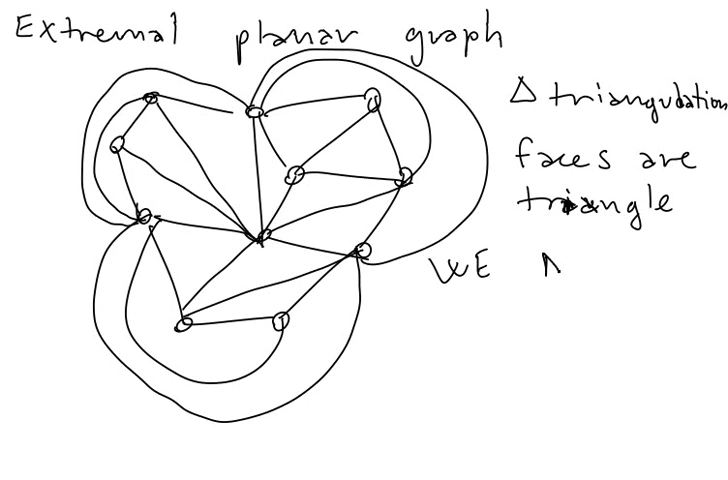 Extremal planar graph
Δ triangulation
faces are
triangle
WE